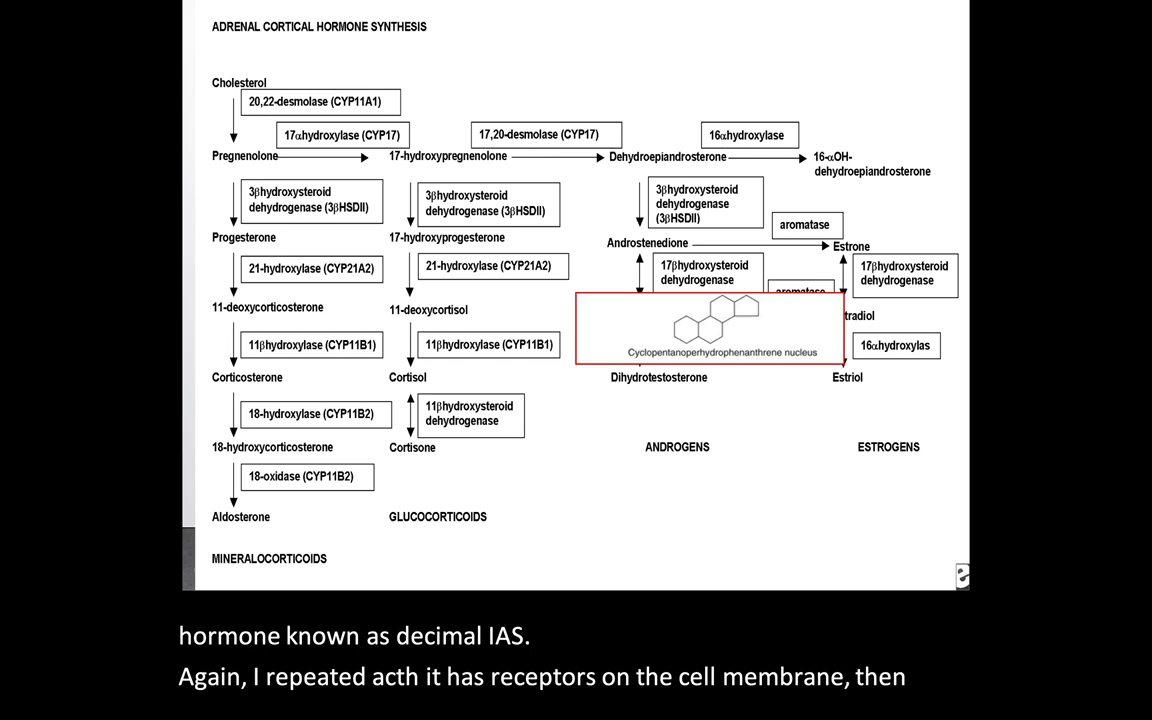 ADRENAL CORTICAL HORMONE SYNTHESIS
Cholesterol
20,22-desmolase (CYP11A1)
17αhydroxylase (CYP17)
17,20-desmolase (CYP17)
16αhydroxylase
Pregnenolone
17-hydroxypregnenolone
Dehydroepiandrosterone
16-αOH-
dehydroepiandrosterone
3βhydroxysteroid
dehydrogenase (3βHSDII)
3βhydroxysteroid
dehydrogenase (3βHSDII)
3βhydroxysteroid
dehydrogenase
(3βHSDII)
aromatase
Progesterone
17-hydroxyprogesterone
Androstenedione
Estrone
21-hydroxylase (CYP21A2)
21-hydroxylase (CYP21A2)
17βhydroxysteroid
dehydrogenase
17βhydroxysteroid
dehydrogenase
aromatase
11-deoxycorticosterone
11-deoxycortisol
tradiol
11βhydroxylase (CYP11B1)
11βhydroxylase (CYP11B1)
Cyclopentanoperhydrophenanthrene nucleus
16αhydroxylas
Corticosterone
Cortisol
Dihydrotestosterone
Estriol
18-hydroxylase (CYP11B2)
11βhydroxysteroid
dehydrogenase
18-hydroxycorticosterone
Cortisone
ANDROGENS
ESTROGENS
18-oxidase (CYP11B2)
Aldosterone
GLUCOCORTICOIDS
MINERALOCORTICOIDS
hormone known as decimal IAS.
Again, I repeated acth it has receptors on the cell membrane, then